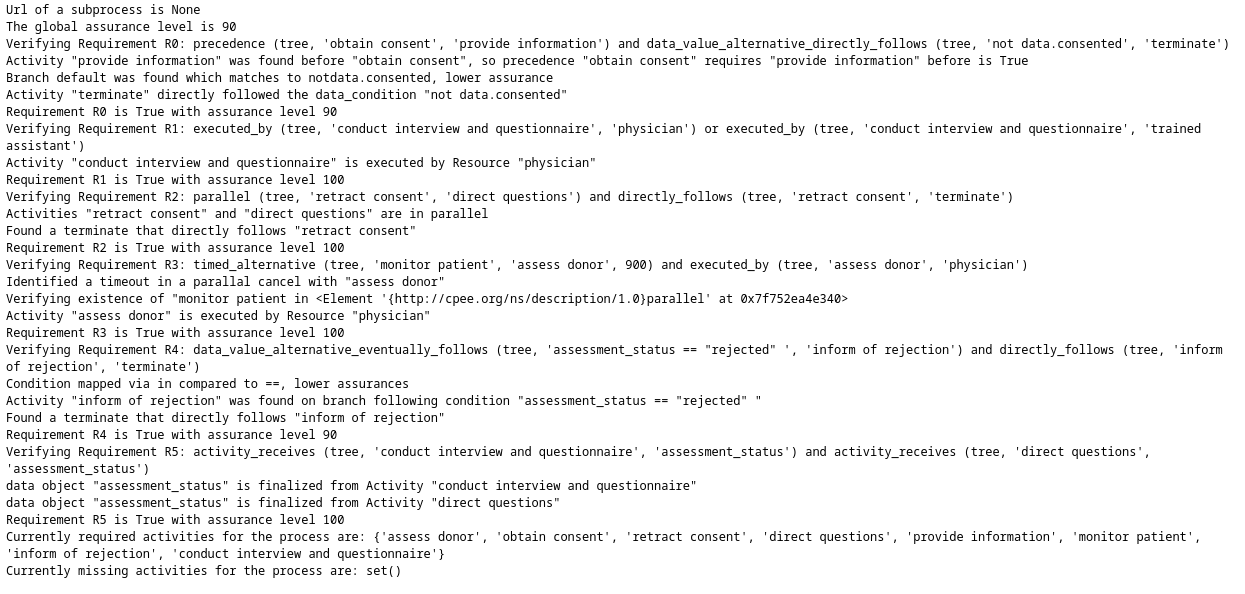 Url of a subprocess is None
The global assurance level is 90
Verifying Requirement R0: precedence (tree, 'obtain consent', 'provide information') and data_value_alternative_directly_follows (tree, 'not data.consented', 'terminate')
Activity "provide information" was found before "obtain consent", so precedence "obtain consent" requires "provide information" before is True
Branch default was found which matches to notdata.consented, lower assurance
Activity "terminate" directly followed the data_condition "not data.consented"
Requirement R0 is True with assurance level 90
Verifying Requirement R1: executed_by (tree, 'conduct interview and questionnaire', 'physician') or executed_by (tree, 'conduct interview and questionnaire', 'trained
assistant')
Activity "conduct interview and questionnaire" is executed by Resource "physician"
Requirement R1 is True with assurance level 100
Verifying Requirement R2: parallel (tree, 'retract consent', 'direct questions') and directly_follows (tree, 'retract consent', 'terminate')
Activities "retract consent" and "direct questions" are in parallel
Found a terminate that directly follows "retract consent"
Requirement R2 is True with assurance level 100
Verifying Requirement R3: timed_alternative (tree, 'monitor patient', 'assess donor', 900) and executed_by (tree, 'assess donor', 'physician')
Identified a timeout in a parallal cancel with "assess donor"
Verifying existence of "monitor patient in <Element '{http://cpee.org/ns/description/1.0}parallel' at 0x7f752ea4e340>
Activity "assess donor" is executed by Resource "physician"
Requirement R3 is True with assurance level 100
Verifying Requirement R4: data_value_alternative_eventually_follows (tree, 'assessment_status == "rejected" ', 'inform of rejection') and directly_follows (tree, 'inform
of rejection', 'terminate')
Condition mapped via in compared to ==, lower assurances
Activity "inform of rejection" was found on branch following condition "assessment_status == "rejected" "
Found a terminate that directly follows "inform of rejection"
Requirement R4 is True with assurance level 90
Verifying Requirement R5: activity_receives (tree, 'conduct interview and questionnaire', 'assessment_status') and activity_receives (tree, 'direct questions',
'assessment_status')
data object "assessment_status" is finalized from Activity "conduct interview and questionnaire"
data object "assessment_status" is finalized from Activity "direct questions"
Requirement R5 is True with assurance level 100
Currently required activities for the process are: {'assess donor', 'obtain consent', 'retract consent', 'direct questions', 'provide information', 'monitor patient',
'inform of rejection', 'conduct interview and questionnaire'}
Currently missing activities for the process are: set()